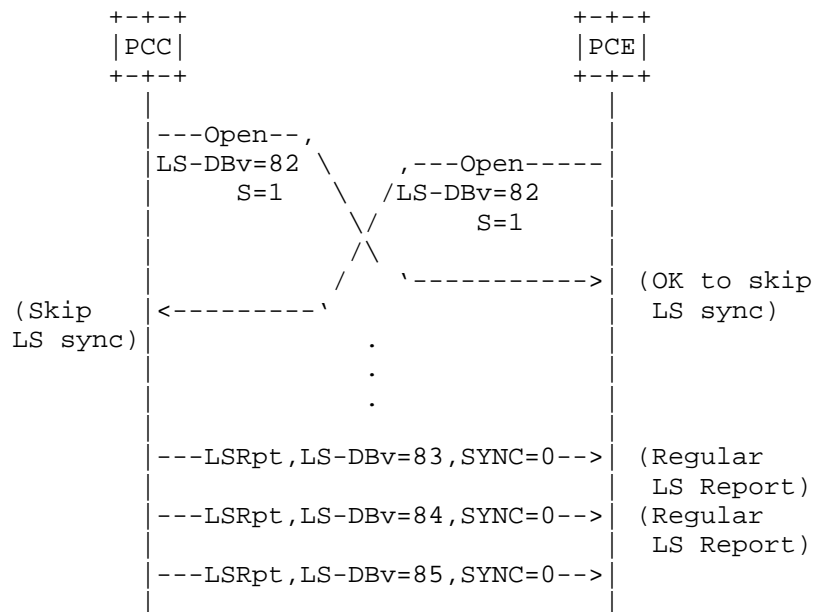 +-+-+                    +-+-+
|PCC|                    |PCE|
+-+-+                    +-+-+
|---Open--,
LS-DBv=82 \    ,---Open-----|
S=1 \ /LS-DBv=82
\/ S=1
/\
/ `----------->| (OK to skip
(Skip |<---------` LS sync)
LS sync) .
.
.
|---LSRpt,LS-DBv=83,SYNC=0-->| (Regular
LS Report)
|---LSRpt,LS-DBv=84,SYNC=0-->| (Regular
LS Report)
|---LSRpt,LS-DBv=85,SYNC=0-->|